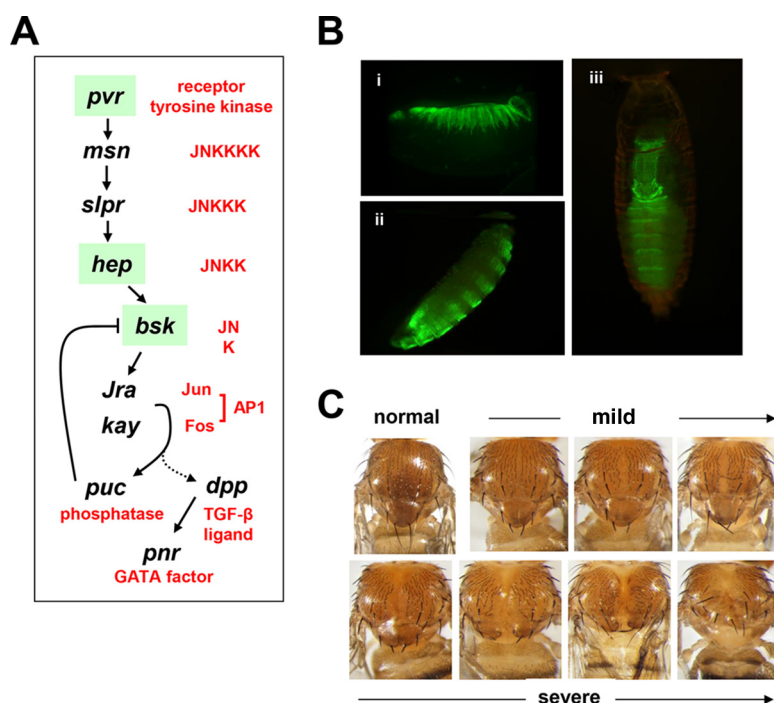 A
pvr
receptor
tyrosine kinase
msn
JNKKKK
slpr
JNKKK
hep
JNKK
bsk
JN
K
Jra
Jun
kay
Fos
AP1
puc
phosphatase
dpp
TGF-β
ligand
pnr
GATA factor
B
i
ii
iii
C
normal
mild
severe